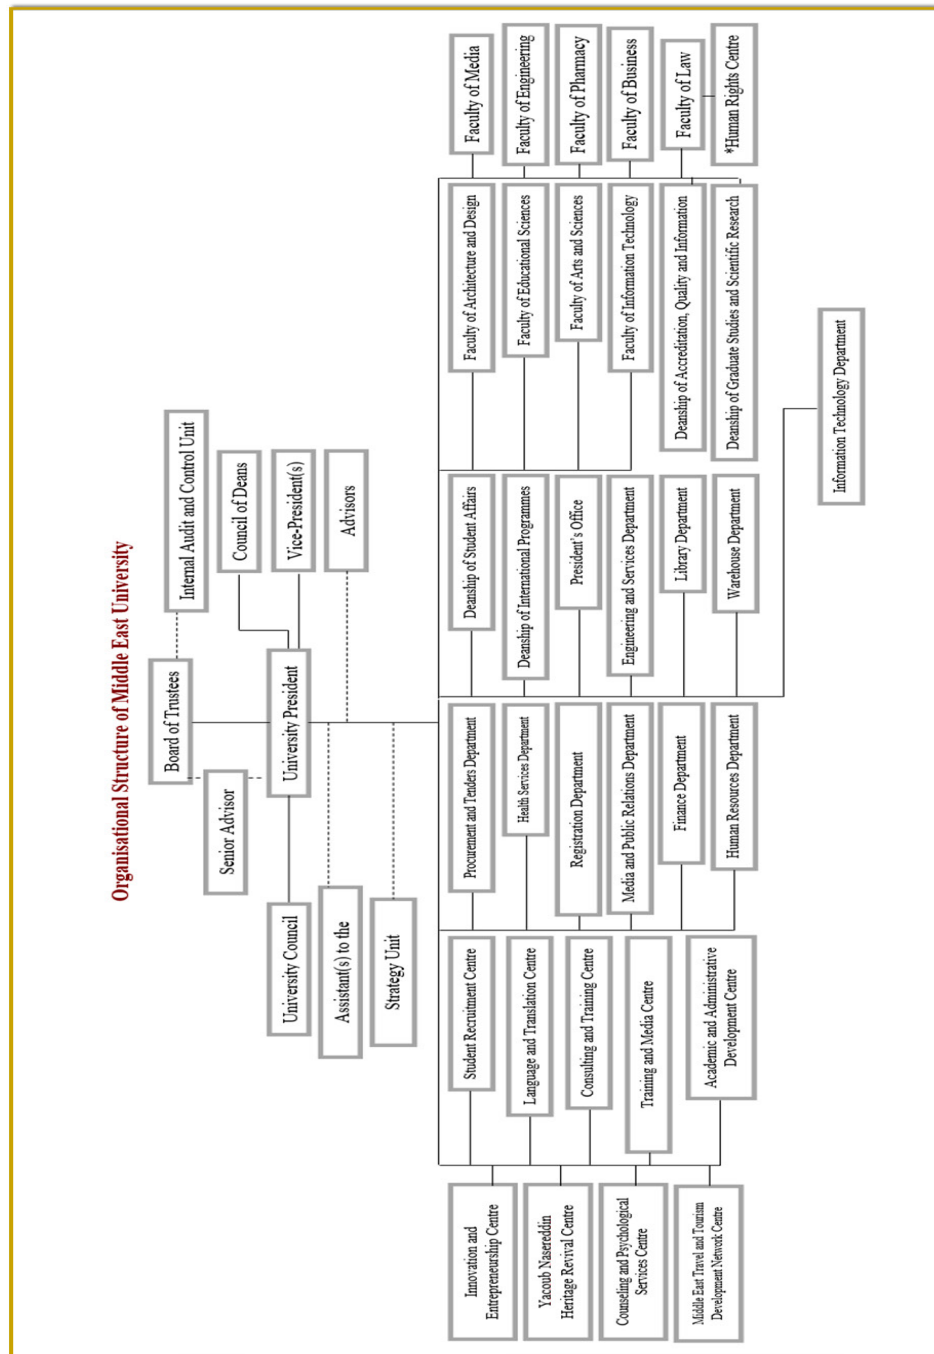 Organisational Structure of Middle East University
Board of Trustees
Internal Audit and Control Unit
Senior Advisor
Council of Deans
University President
Vice-President(s)
University Council
Advisors
Assistant(s) to the
Strategy Unit
Innovation and
Entrepreneurship Centre
Yacoub Nasereddin
Heritage Revival Centre
Counseling and Psychological
Services Centre
Middle East Travel and Tourism
Development Network Centre
Student Recruitment Centre
Language and Translation Centre
Consulting and Training Centre
Training and Media Centre
Academic and Administrative
Development Centre
Procurement and Tenders Department
Health Services Department
Registration Department
Media and Public Relations Department
Finance Department
Human Resources Department
Deanship of Student Affairs
Deanship of International Programmes
President's Office
Engineering and Services Department
Library Department
Warehouse Department
Information Technology Department
Faculty of Architecture and Design
Faculty of Educational Sciences
Faculty of Arts and Sciences
Faculty of Information Technology
Deanship of Accreditation, Quality and Information
Deanship of Graduate Studies and Scientific Research
Faculty of Media
Faculty of Engineering
Faculty of Pharmacy
Faculty of Business
Faculty of Law
*Human Rights Centre